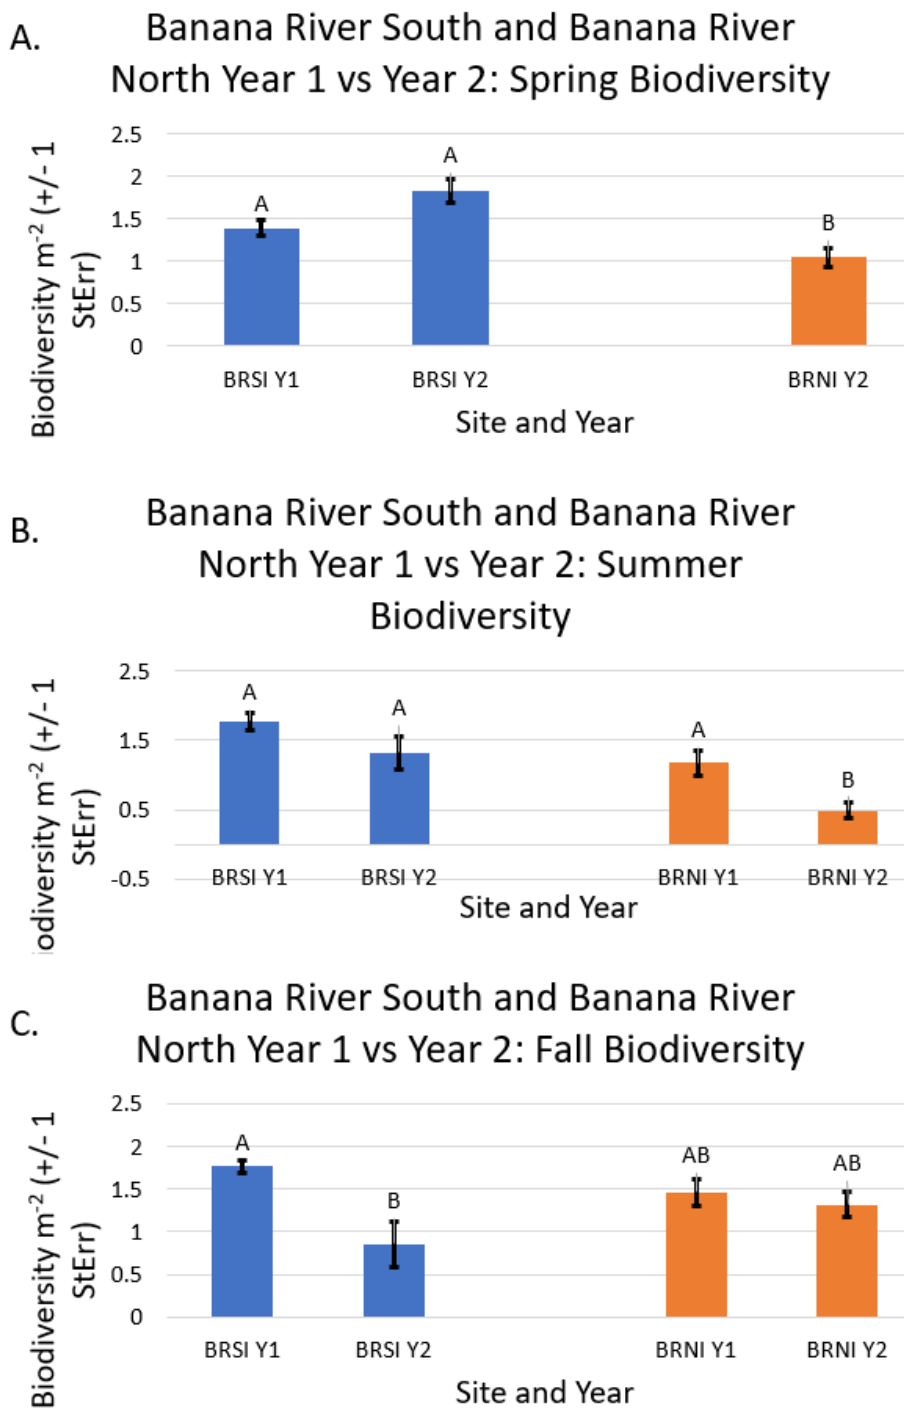 A.
Banana River South and Banana River
North Year 1 vs Year 2: Spring Biodiversity
Biodiversity m-2 (+/- 1
StErr)
2.5
2
1.5
1
0.5
0
A
A
B
BRSI Y1
BRSI Y2
BRNI Y2
Site and Year
B.
Banana River South and Banana River
North Year 1 vs Year 2: Summer
Biodiversity
iodiversity m-2 (+/- 1
StErr)
2.5
1.5
0.5
-0.5
A
A
A
B
BRSI Y1
BRSI Y2
BRNI Y1
BRNI Y2
Site and Year
C.
Banana River South and Banana River
North Year 1 vs Year 2: Fall Biodiversity
Biodiversity m-2 (+/- 1
StErr)
2.5
2
1.5
1
0.5
0
A
B
AB
AB
BRSI Y1
BRSI Y2
BRNI Y1
BRNI Y2
Site and Year